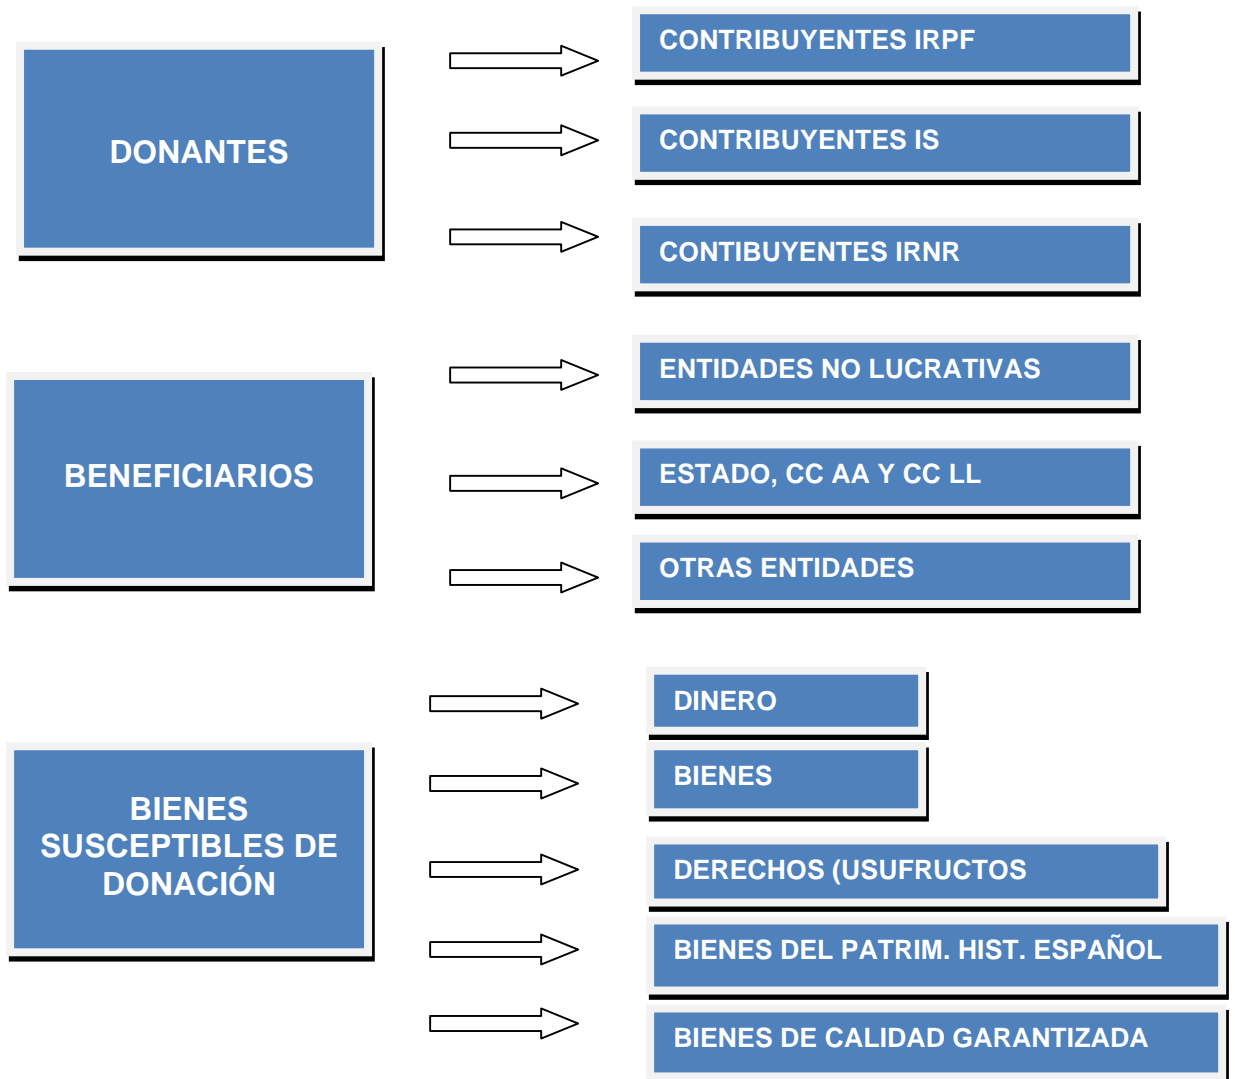 DONANTES
CONTRIBUYENTES IRPF
CONTRIBUYENTES IS
CONTIBUYENTES IRNR
BENEFICIARIOS
ENTIDADES NO LUCRATIVAS
ESTADO, CC AA Y CC LL
OTRAS ENTIDADES
BIENES
SUSCEPTIBLES DE
DONACIÓN
DINERO
BIENES
DERECHOS (USUFRUCTOS
BIENES DEL PATRIM. HIST. ESPAÑOL
BIENES DE CALIDAD GARANTIZADA